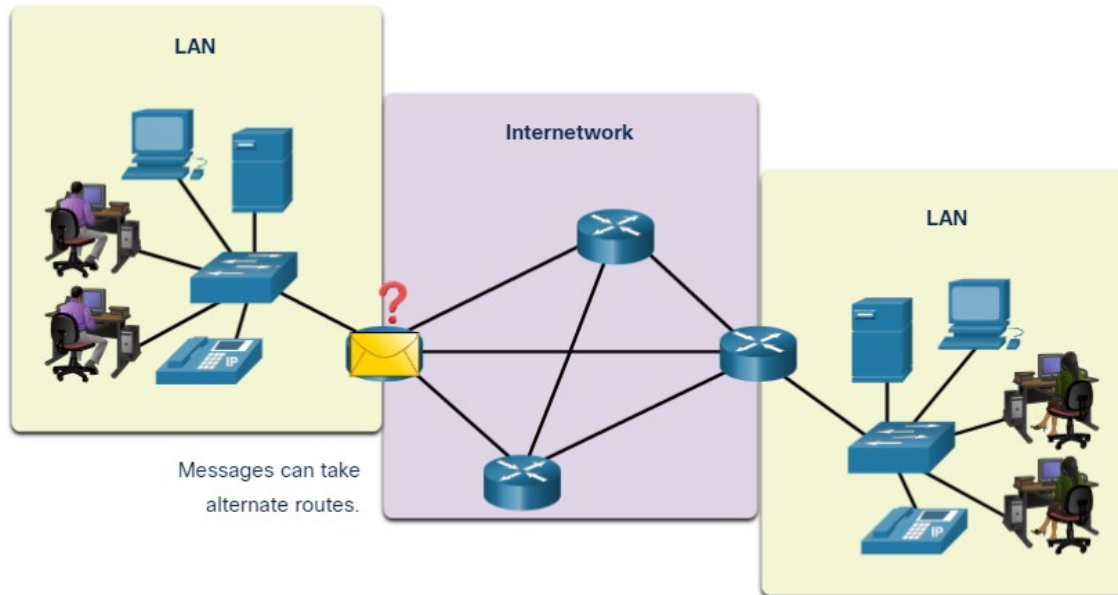 LAN
Internetwork
LAN
?
IP
Messages can take
alternate routes.
IP